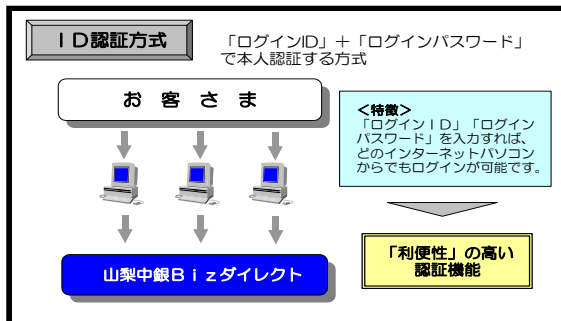 ＩＤ認証方式
「ログインID」＋「ログインパスワード」
で本人認証する方式
お客さま
＜特徴＞
「ログインＩＤ」「ログイン
パスワード」を入力すれば、
どのインターネットパソコン
からでもログインが可能です。
「利便性」の高い
認証機能
山梨中銀Ｂｉｚダイレクト